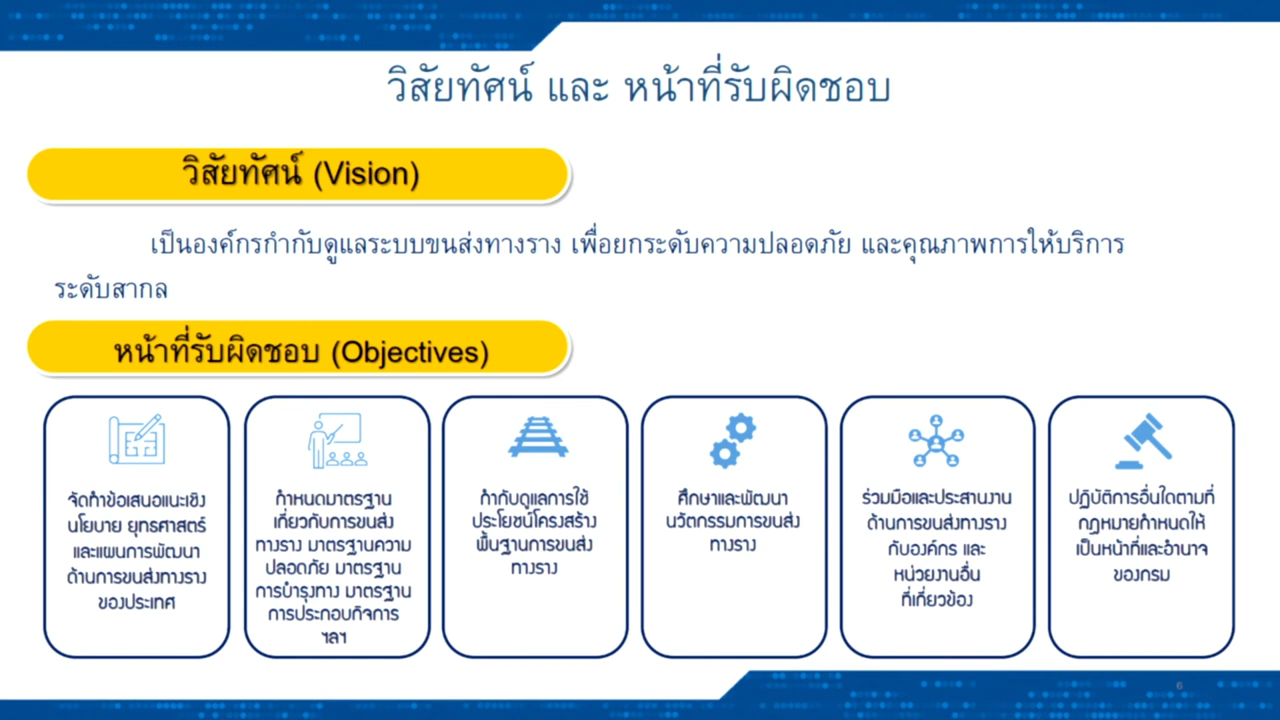 วิสัยทัศน์ และ หน้าที่รับผิดชอบ
วิสัยทัศน์ (Vision)
เป็นองค์กรกำกับดูแลระบบขนส่งทางราง เพื่อยกระดับความปลอดภัย และคุณภาพการให้บริการ
ระดับสากล
หน้าที่รับผิดชอบ (Objectives)
จัดทำข้อเสนอแนะเชิง
นโยบาย ยุทธศาสตร์
และแผนการพัฒนา
ด้านการขนส่งทางราง
ของประเทศ
กำหนดมาตรฐาน
เกี่ยวกับการขนส่ง
ทางราง มาตรฐานความ
ปลอดภัย มาตรฐาน
การบำรุงทาง มาตรฐาน
การประกอบกิจการ
ฯลฯ
กำกับดูแลการใช้
ประโยชน์โครงสร้าง
พื้นฐานการขนส่ง
ทางราง
ศึกษาและพัฒนา
นวัตกรรมการขนส่ง
ทางราง
ร่วมมือและประสานงาน
ด้านการขนส่งทางราง
กับองค์กร และ
หน่วยงานอื่น
ที่เกี่ยวข้อง
ปฏิบัติการอื่นใดตามที่
กฎหมายกำหนดให้
เป็นหน้าที่และอำนาจ
ของกรม
6